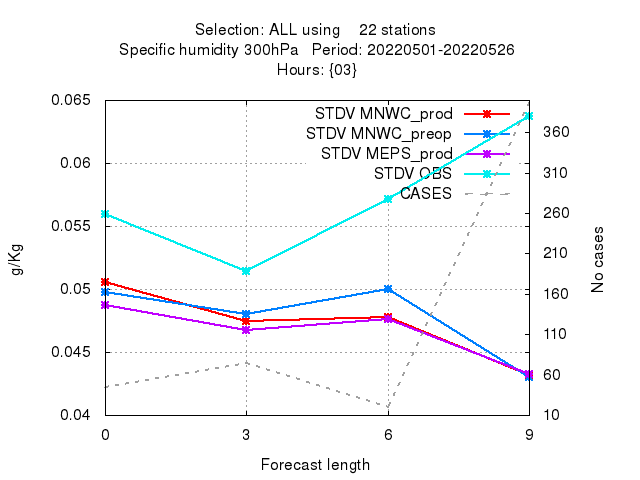 Selection: ALL using 22 stations
Specific humidity 300hPa Period: 20220501-20220526
Hours: {03}
0.065
0.06
0.055
0.05
0.045
0.04
g/Kg
STDV MNWC_prod
STDV MNWC_preop
STDV MEPS_prod
STDV OBS
CASES
360
310
260
210
160
110
60
10
No cases
0 3 6 9
Forecast length